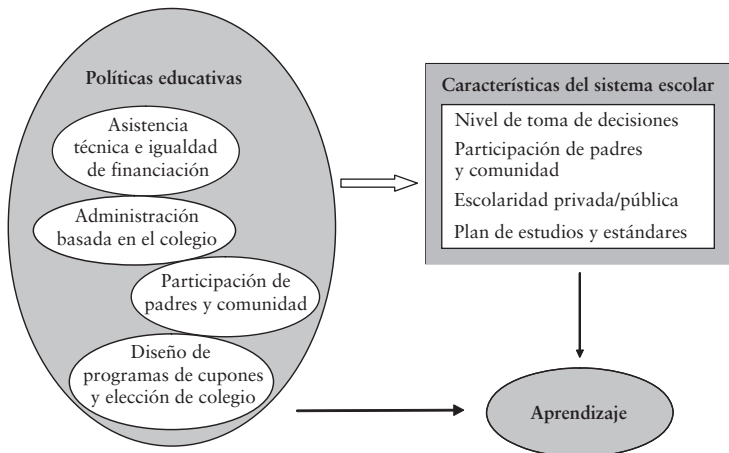 Políticas educativas
Asistencia
técnica e igualdad
de financiación
Administración
basada en el colegio
Participación de
padres y comunidad
Diseño de
programas de cupones
y elección de colegio
Características del sistema escolar
Nivel de toma de decisiones
Participación de padres
y comunidad
Escolaridad privada/pública
Plan de estudios y estándares
Aprendizaje